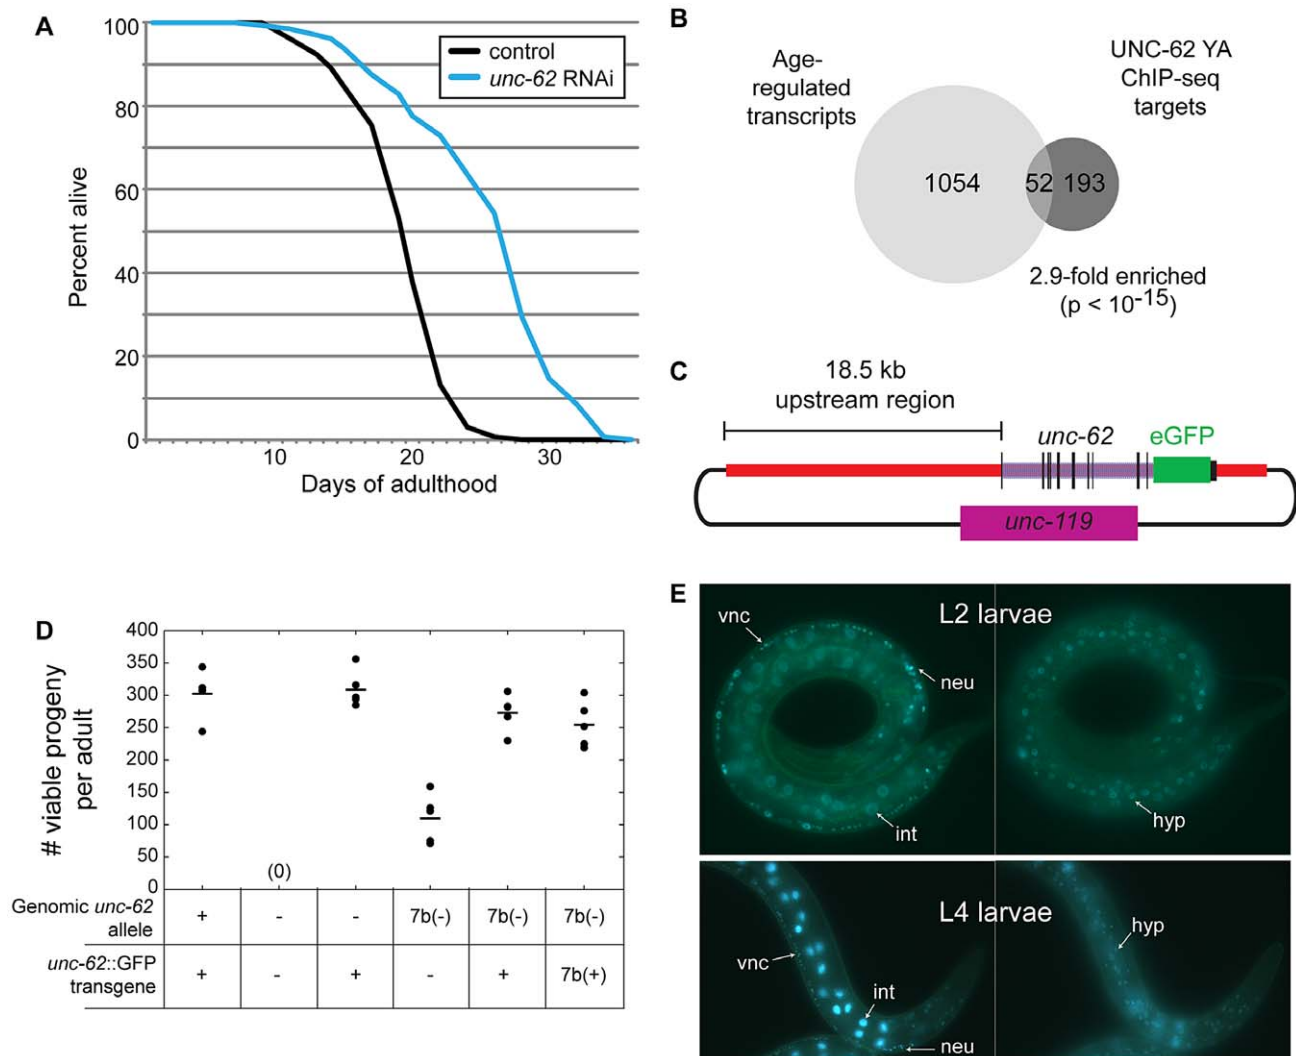 A
100
80
60
40
20
0
Percent alive
control
unc-62 RNAi
10
20
30
Days of adulthood
B
Age-
regulated
transcripts
UNC-62 YA
ChIP-seq
targets
1054
52
193
2.9-fold enriched
(p < 10-15)
C
18.5 kb
upstream region
unc-62
eGFP
unc-119
D
# viable progeny
per adult
400
350
300
250
200
150
100
50
0
(0)
Genomic unc-62
allele
+
-
-
7b(-)
7b(-)
7b(-)
unc-62::GFP
transgene
+
-
+
-
+
7b(+)
E
L2 larvae
vnc
neu
int
hyp
L4 larvae
vnc
int
neu
hyp